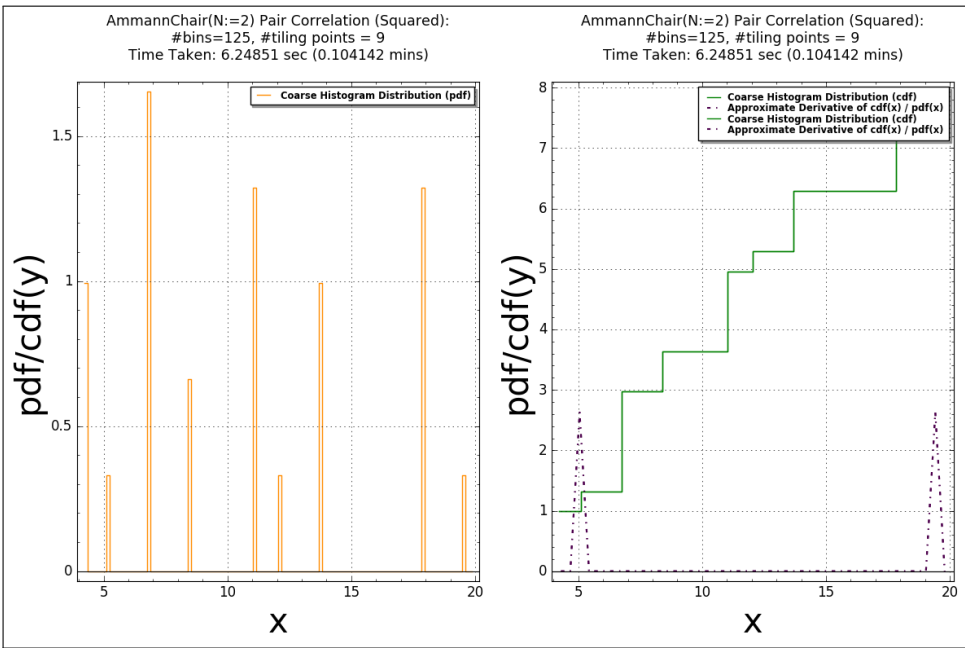 AmmannChair(N:=2) Pair Correlation (Squared):
#bins=125, #tiling points = 9
Time Taken: 6.24851 sec (0.104142 mins)
Coarse Histogram Distribution (pdf)
1.5
1
0.5
0
5
10
15
20
pdf/cdf(y)
x
AmmannChair(N:=2) Pair Correlation (Squared):
#bins=125, #tiling points = 9
Time Taken: 6.24851 sec (0.104142 mins)
Coarse Histogram Distribution (cdf)
Approximate Derivative of cdf(x) / pdf(x)
Coarse Histogram Distribution (cdf)
Approximate Derivative of cdf(x) / pdf(x)
8
7
6
5
4
3
2
1
0
5
10
15
20
pdf/cdf(y)
x